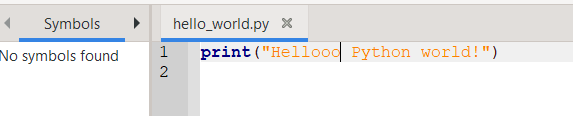 Symbols
hello_world.py
No symbols found
1 print("Hellooo Python world!")
2